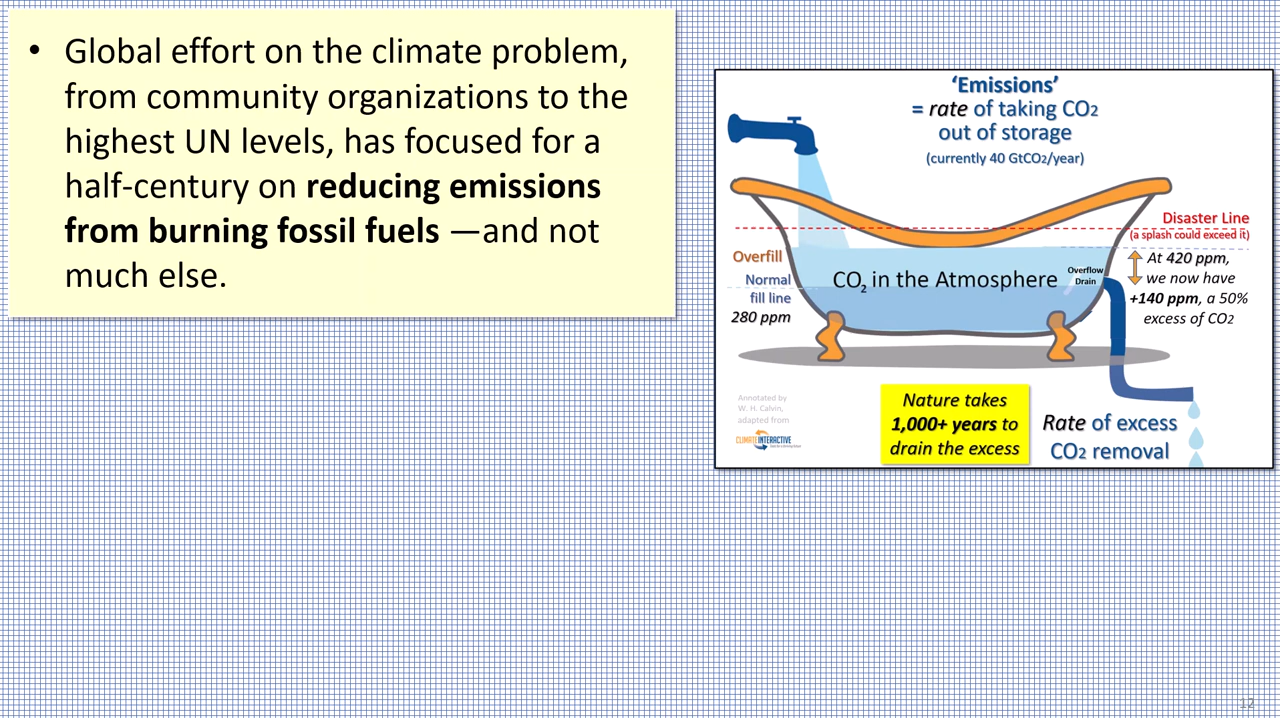 • Global effort on the climate problem,
from community organizations to the
highest UN levels, has focused for a
half-century on reducing emissions
from burning fossil fuels —and not
much else.
‘Emissions’
= rate of taking CO2
out of storage
(currently 40 GtCO2/year)
Disaster Line
(a splash could exceed it)
Overfill
Normal
fill line
280 ppm
CO2 in the Atmosphere
Overflow
Drain
At 420 ppm,
we now have
+140 ppm, a 50%
excess of CO2
Annotated by
W. H. Calvin,
adapted from
CLIMATE INTERACTIVE
Nature takes
1,000+ years to
drain the excess
Rate of excess
CO2 removal
12